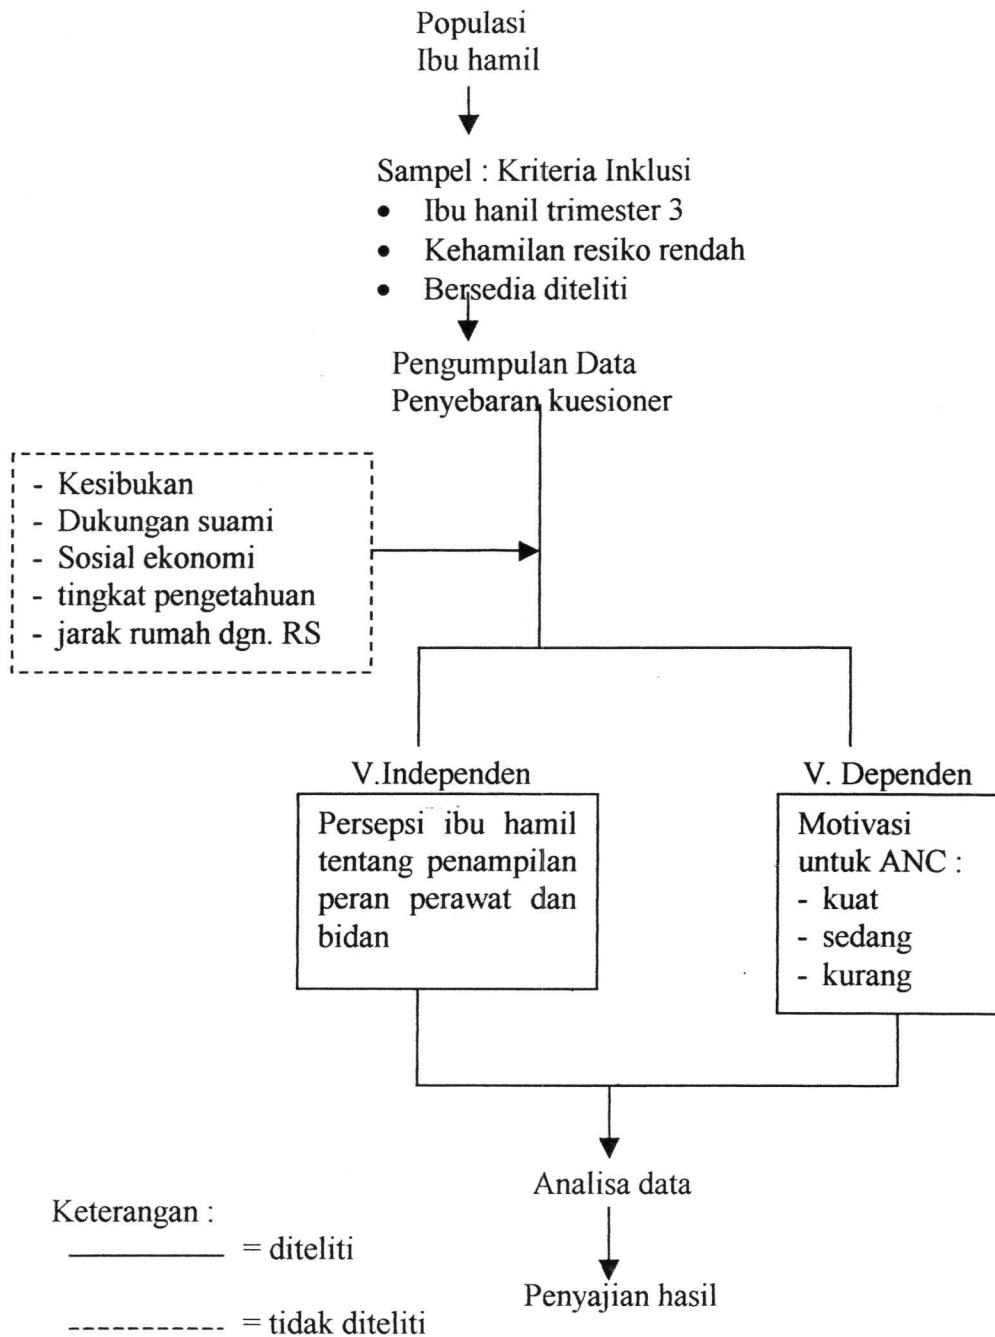 Populasi
Ibu hamil
Sampel : Kriteria Inklusi
• Ibu hanil trimester 3
• Kehamilan resiko rendah
• Bersedia diteliti
Pengumpulan Data
Penyebaran kuesioner
- Kesibukan
- Dukungan suami
- Sosial ekonomi
- tingkat pengetahuan
- jarak rumah dgn. RS
V.Independen
Persepsi ibu hamil
tentang penampilan
peran perawat dan
bidan
V. Dependen
Motivasi
untuk ANC :
- kuat
- sedang
- kurang
Analisa data
Penyajian hasil
Keterangan :
= diteliti
= tidak diteliti